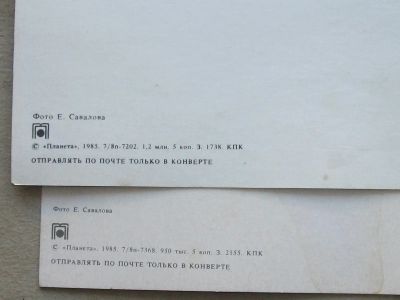 Фото Е. Савалова
© «Планета», 1985. 7/8п-7202. 1,2 млн. 5 коп. З. 1738. КПК
ОТПРАВЛЯТЬ ПО ПОЧТЕ ТОЛЬКО В КОНВЕРТЕ
Фото Е. Савалова
© «Планета», 1985. 7/8п-7368. 950 тыс. 5 коп. З. 2355. КПК
ОТПРАВЛЯТЬ ПО ПОЧТЕ ТОЛЬКО В КОНВЕРТЕ